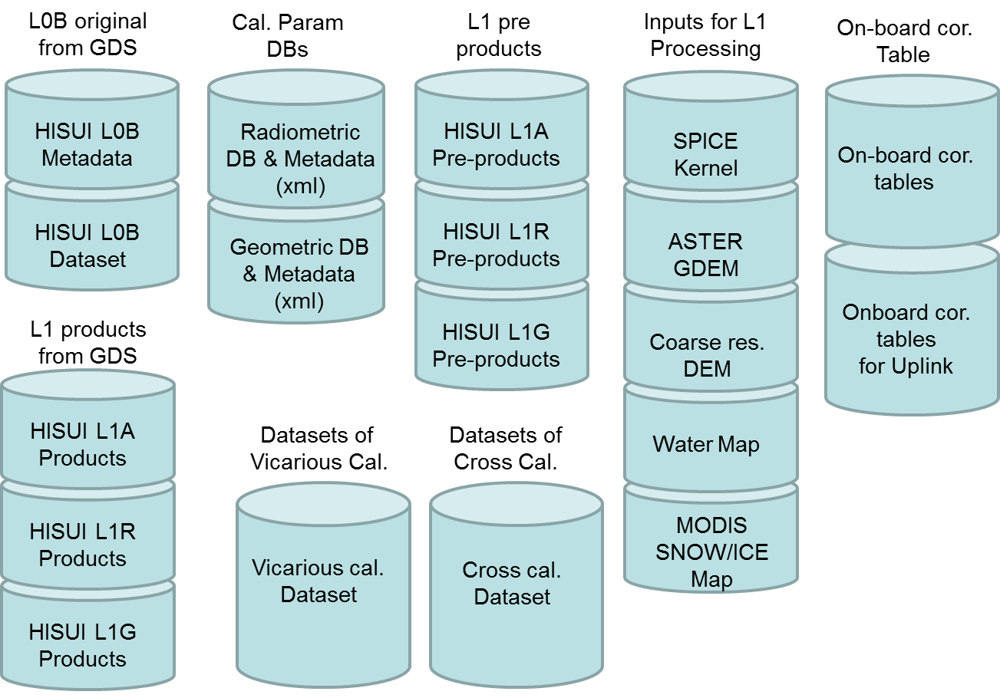 L0B original
from GDS
HISUI L0B
Metadata
HISUI L0B
Dataset
Cal. Param
DBs
Radiometric
DB & Metadata
(xml)
Geometric DB
& Metadata
(xml)
L1 pre
products
HISUI L1A
Pre-products
HISUI L1R
Pre-products
HISUI L1G
Pre-products
Inputs for L1
Processing
SPICE
Kernel
ASTER
GDEM
Coarse res.
DEM
Water Map
MODIS
SNOW/ICE
Map
On-board cor.
Table
On-board cor.
tables
Onboard cor.
tables
for Uplink
L1 products
from GDS
HISUI L1A
Products
HISUI L1R
Products
HISUI L1G
Products
Datasets of
Vicarious Cal.
Vicarious cal.
Dataset
Datasets of
Cross Cal.
Cross cal.
Dataset